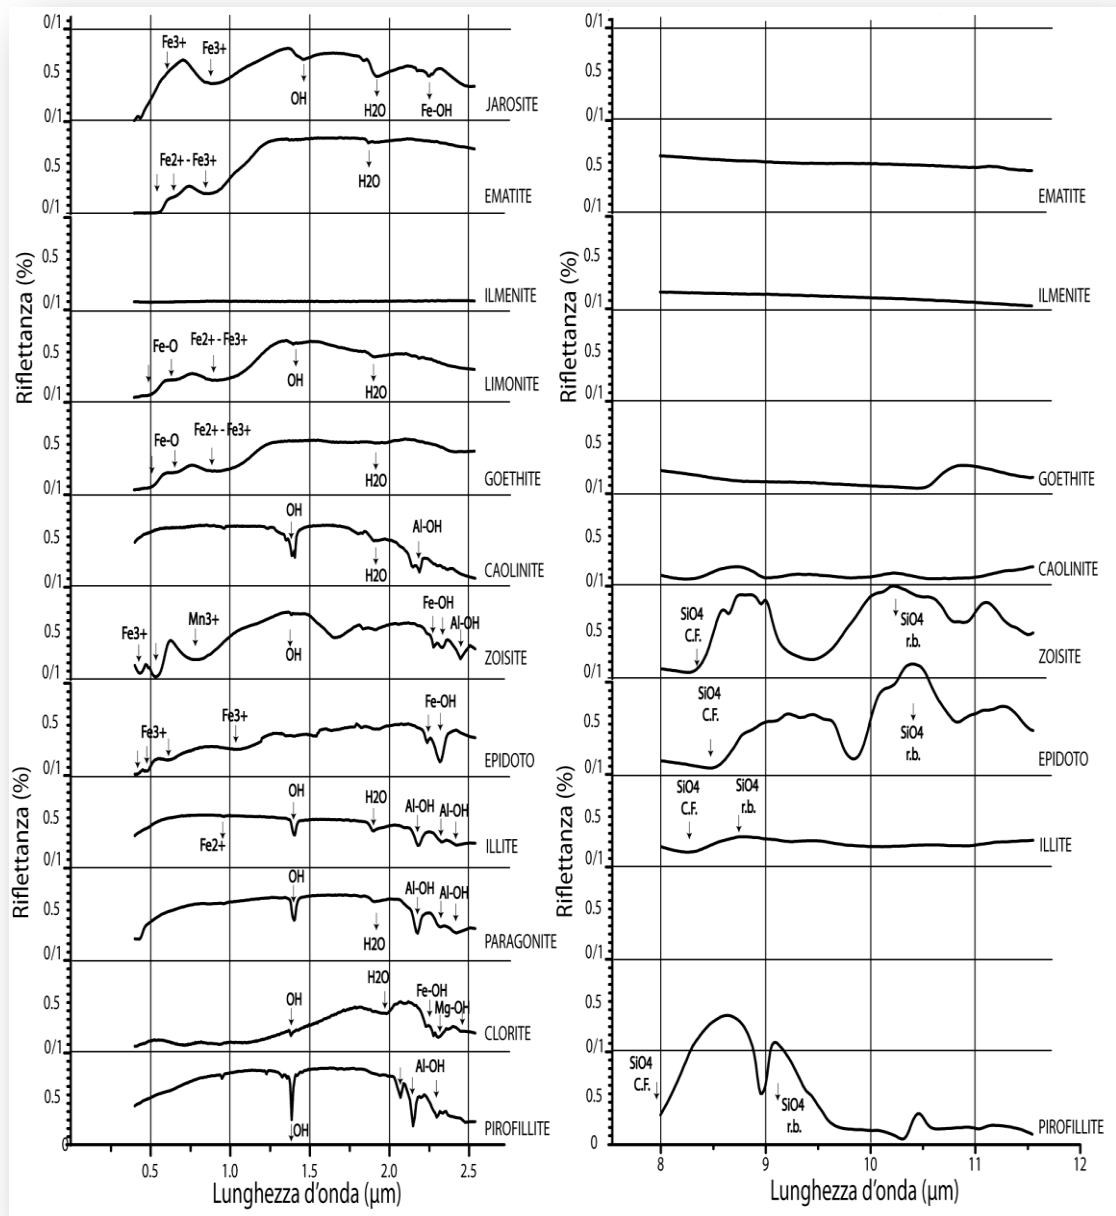 0/1
Fe3+
Fe3+
0.5
OH
H2O
Fe-OH
JAROSITE
0/1
Fe2+ - Fe3+
0.5
H2O
EMATITE
0/1
0.5
ILMENITE
0/1
Fe-O
Fe2+ - Fe3+
0.5
OH
H2O
LIMONITE
0/1
Fe-O
Fe2+ - Fe3+
0.5
H2O
GOETHITE
0/1
OH
Al-OH
0.5
H2O
CAOLINITE
0/1
Fe3+
Mn3+
Fe-OH
Al-OH
0.5
OH
ZOISITE
0/1
Fe3+
Fe3+
Fe-OH
0.5
EPIDOTO
0/1
OH
H2O
Al-OH
Al-OH
0.5
Fe2+
ILLITE
0/1
OH
Al-OH
Al-OH
0.5
H2O
PARAGONITE
0/1
OH
H2O
Fe-OH
Mg-OH
0.5
CLORITE
0/1
Al-OH
0.5
OH
PIROFILLITE
0
Riflettanza (%)
Riflettanza (%)
0.5
1.0
1.5
2.0
2.5
Lunghezza d'onda (µm)
0/1
0.5
0/1
0.5
EMATITE
0/1
0.5
ILMENITE
0/1
0.5
0/1
0.5
GOETHITE
0/1
0.5
CAOLINITE
0/1
SiO4
C.F.
0.5
SiO4
r.b.
ZOISITE
0/1
SiO4
C.F.
0.5
SiO4
r.b.
EPIDOTO
0/1
SiO4
C.F.
SiO4
r.b.
0.5
ILLITE
0/1
0.5
0/1
0.5
0/1
SiO4
C.F.
0.5
SiO4
r.b.
PIROFILLITE
0
Riflettanza (%)
Riflettanza (%)
8
9
10
11
12
Lunghezza d'onda (µm)